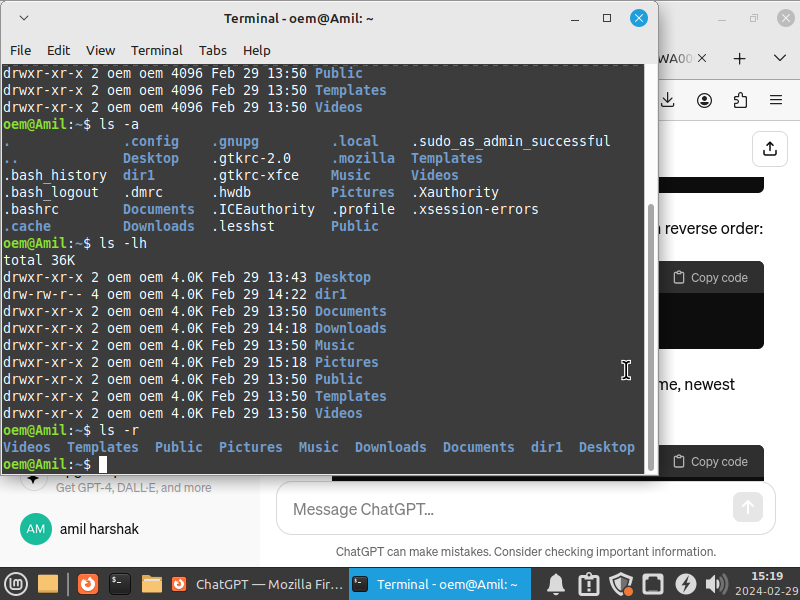 Terminal - oem@Amil: ~
File Edit View Terminal Tabs Help
drwxr-xr-x 2 oem oem 4096 Feb 29 13:50 Public
drwxr-xr-x 2 oem oem 4096 Feb 29 13:50 Templates
drwxr-xr-x 2 oem oem 4096 Feb 29 13:50 Videos
oem@Amil:~$ ls -a
. .config .gnupg .local .sudo_as_admin_successful
.. Desktop .gtkrc-2.0 .mozilla Templates
.bash_history dir1 .gtkrc-xfce Music Videos
.bash_logout .dmrc .hwdb Pictures .Xauthority
.bashrc Documents .ICEauthority .profile .xsession-errors
.cache Downloads .lesshst Public
oem@Amil:~$ ls -lh
total 36K
drwxr-xr-x 2 oem oem 4.0K Feb 29 13:43 Desktop
drw-rw-r-- 4 oem oem 4.0K Feb 29 14:22 dir1
drwxr-xr-x 2 oem oem 4.0K Feb 29 13:50 Documents
drwxr-xr-x 2 oem oem 4.0K Feb 29 14:18 Downloads
drwxr-xr-x 2 oem oem 4.0K Feb 29 13:50 Music
drwxr-xr-x 2 oem oem 4.0K Feb 29 15:18 Pictures
drwxr-xr-x 2 oem oem 4.0K Feb 29 13:50 Public
drwxr-xr-x 2 oem oem 4.0K Feb 29 13:50 Templates
drwxr-xr-x 2 oem oem 4.0K Feb 29 13:50 Videos
oem@Amil:~$ ls -r
Videos Templates Public Pictures Music Downloads Documents dir1 Desktop
oem@Amil:~$
WA00
reverse order:
Copy code
me, newest
Copy code
Get GPT-4, DALL·E, and more
AM amil harshak
Message ChatGPT...
ChatGPT can make mistakes. Consider checking important information.
ChatGPT — Mozilla Fir...
Terminal - oem@Amil: ~
15:19
2024-02-29